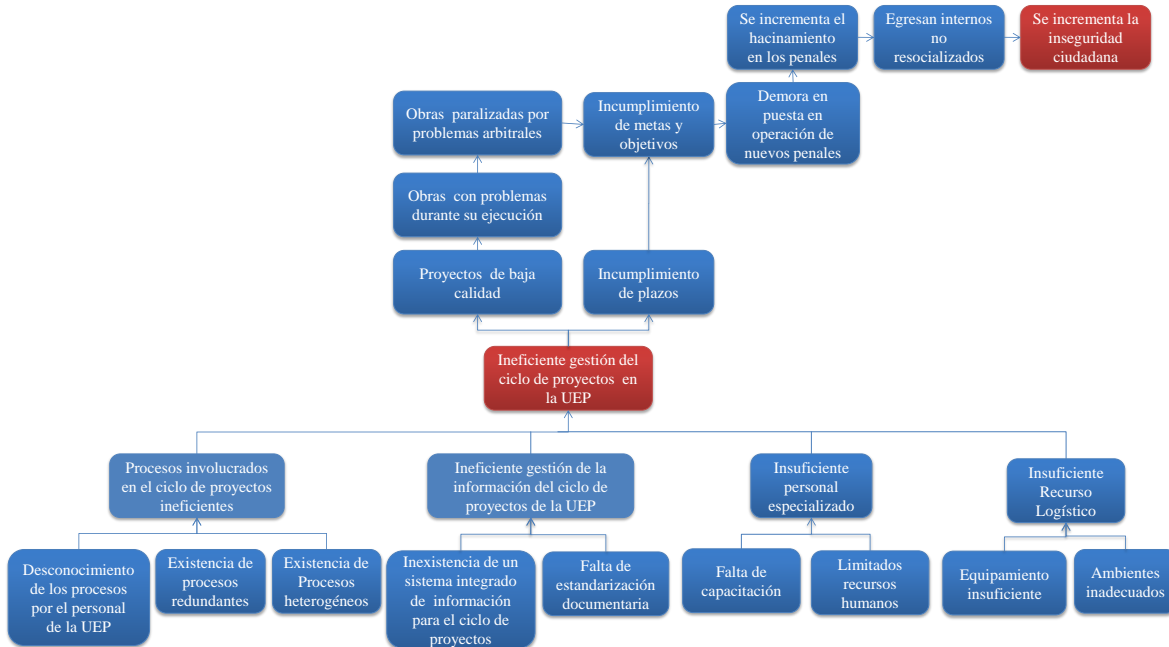 Se incrementa el
hacinamiento
en los penales
Egresan internos
no
resocializados
Se incrementa la
inseguridad
ciudadana
Obras paralizadas por
problemas arbitrales
Incumplimiento
de metas y
objetivos
Demora en
puesta en
operación de
nuevos penales
Obras con problemas
durante su ejecución
Proyectos de baja
calidad
Incumplimiento
de plazos
Ineficiente gestión del
ciclo de proyectos en
la UEP
Procesos involucrados
en el ciclo de proyectos
ineficientes
Ineficiente gestión de la
información del ciclo de
proyectos de la UEP
Insuficiente
personal
especializado
Insuficiente
Recurso
Logístico
Desconocimiento
de los procesos
por el personal
de la UEP
Existencia de
procesos
redundantes
Existencia de
Procesos
heterogéneos
Inexistencia de un
sistema integrado
de información
para el ciclo de
proyectos
Falta de
estandarización
documentaria
Falta de
capacitación
Limitados
recursos
humanos
Equipamiento
insuficiente
Ambientes
inadecuados